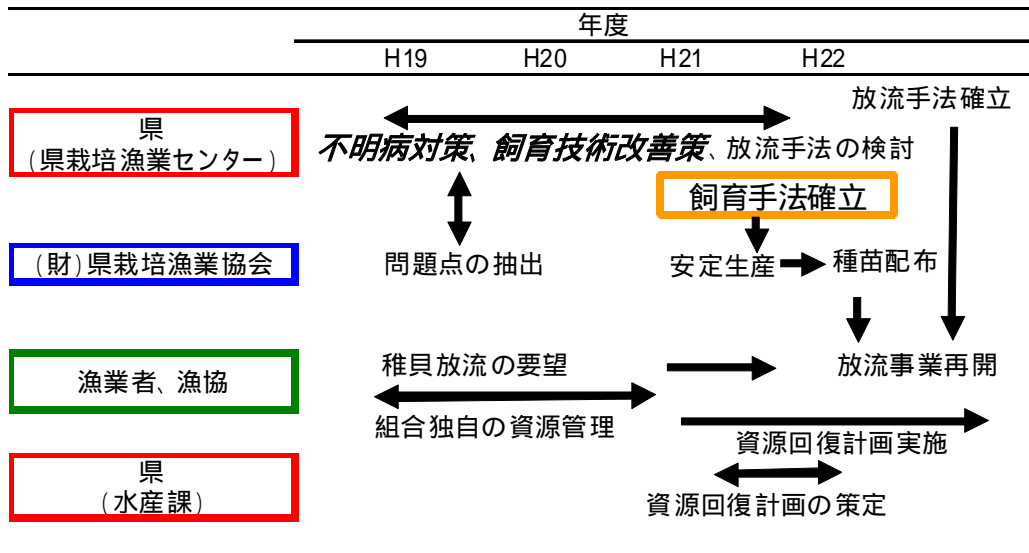 年度
H19 H20 H21 H22
放流手法確立
県
(県栽培漁業センター)
不明病対策、飼育技術改善策、放流手法の検討
飼育手法確立
(財)県栽培漁業協会
問題点の抽出
安定生産
種苗配布
漁業者、漁協
稚貝放流の要望
放流事業再開
組合独自の資源管理
資源回復計画実施
県
(水産課)
資源回復計画の策定